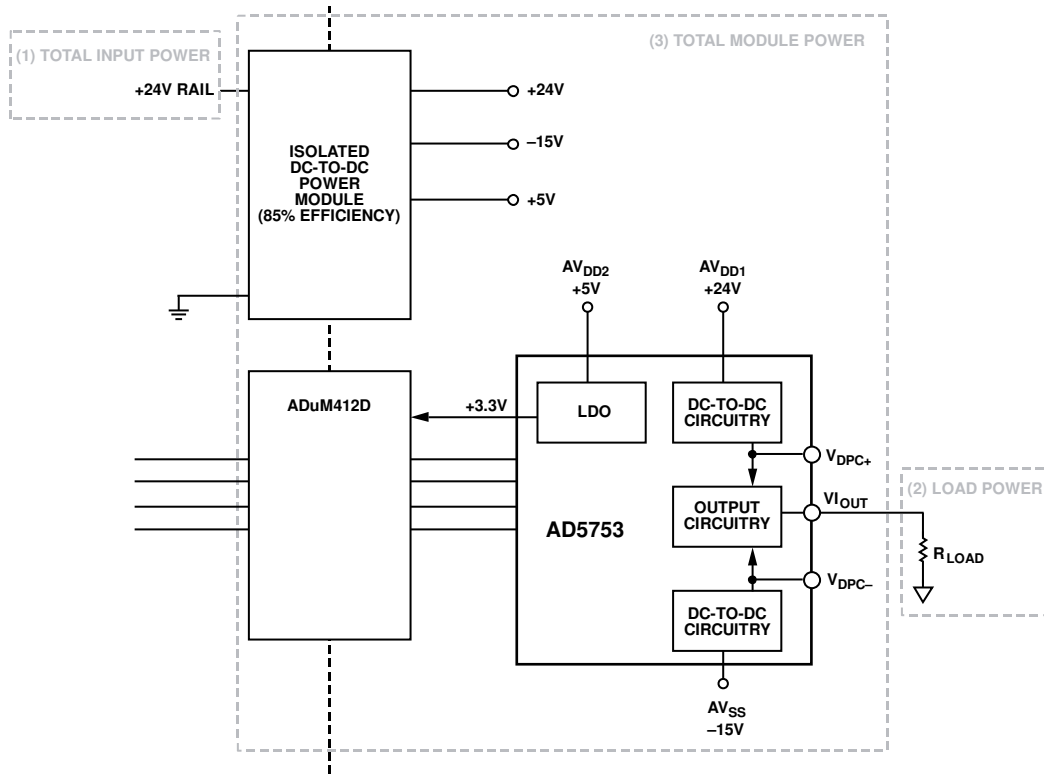 (1) TOTAL INPUT POWER
(3) TOTAL MODULE POWER
+24V RAIL
ISOLATED
DC-TO-DC
POWER
MODULE
(85% EFFICIENCY)
+24V
–15V
+5V
AVDD2
+5V
AVDD1
+24V
ADuM412D
+3.3V
LDO
DC-TO-DC
CIRCUITRY
VDPC+
(2) LOAD POWER
AD5753
OUTPUT
CIRCUITRY
VIOUT
RLOAD
VDPC–
DC-TO-DC
CIRCUITRY
AVSS
–15V